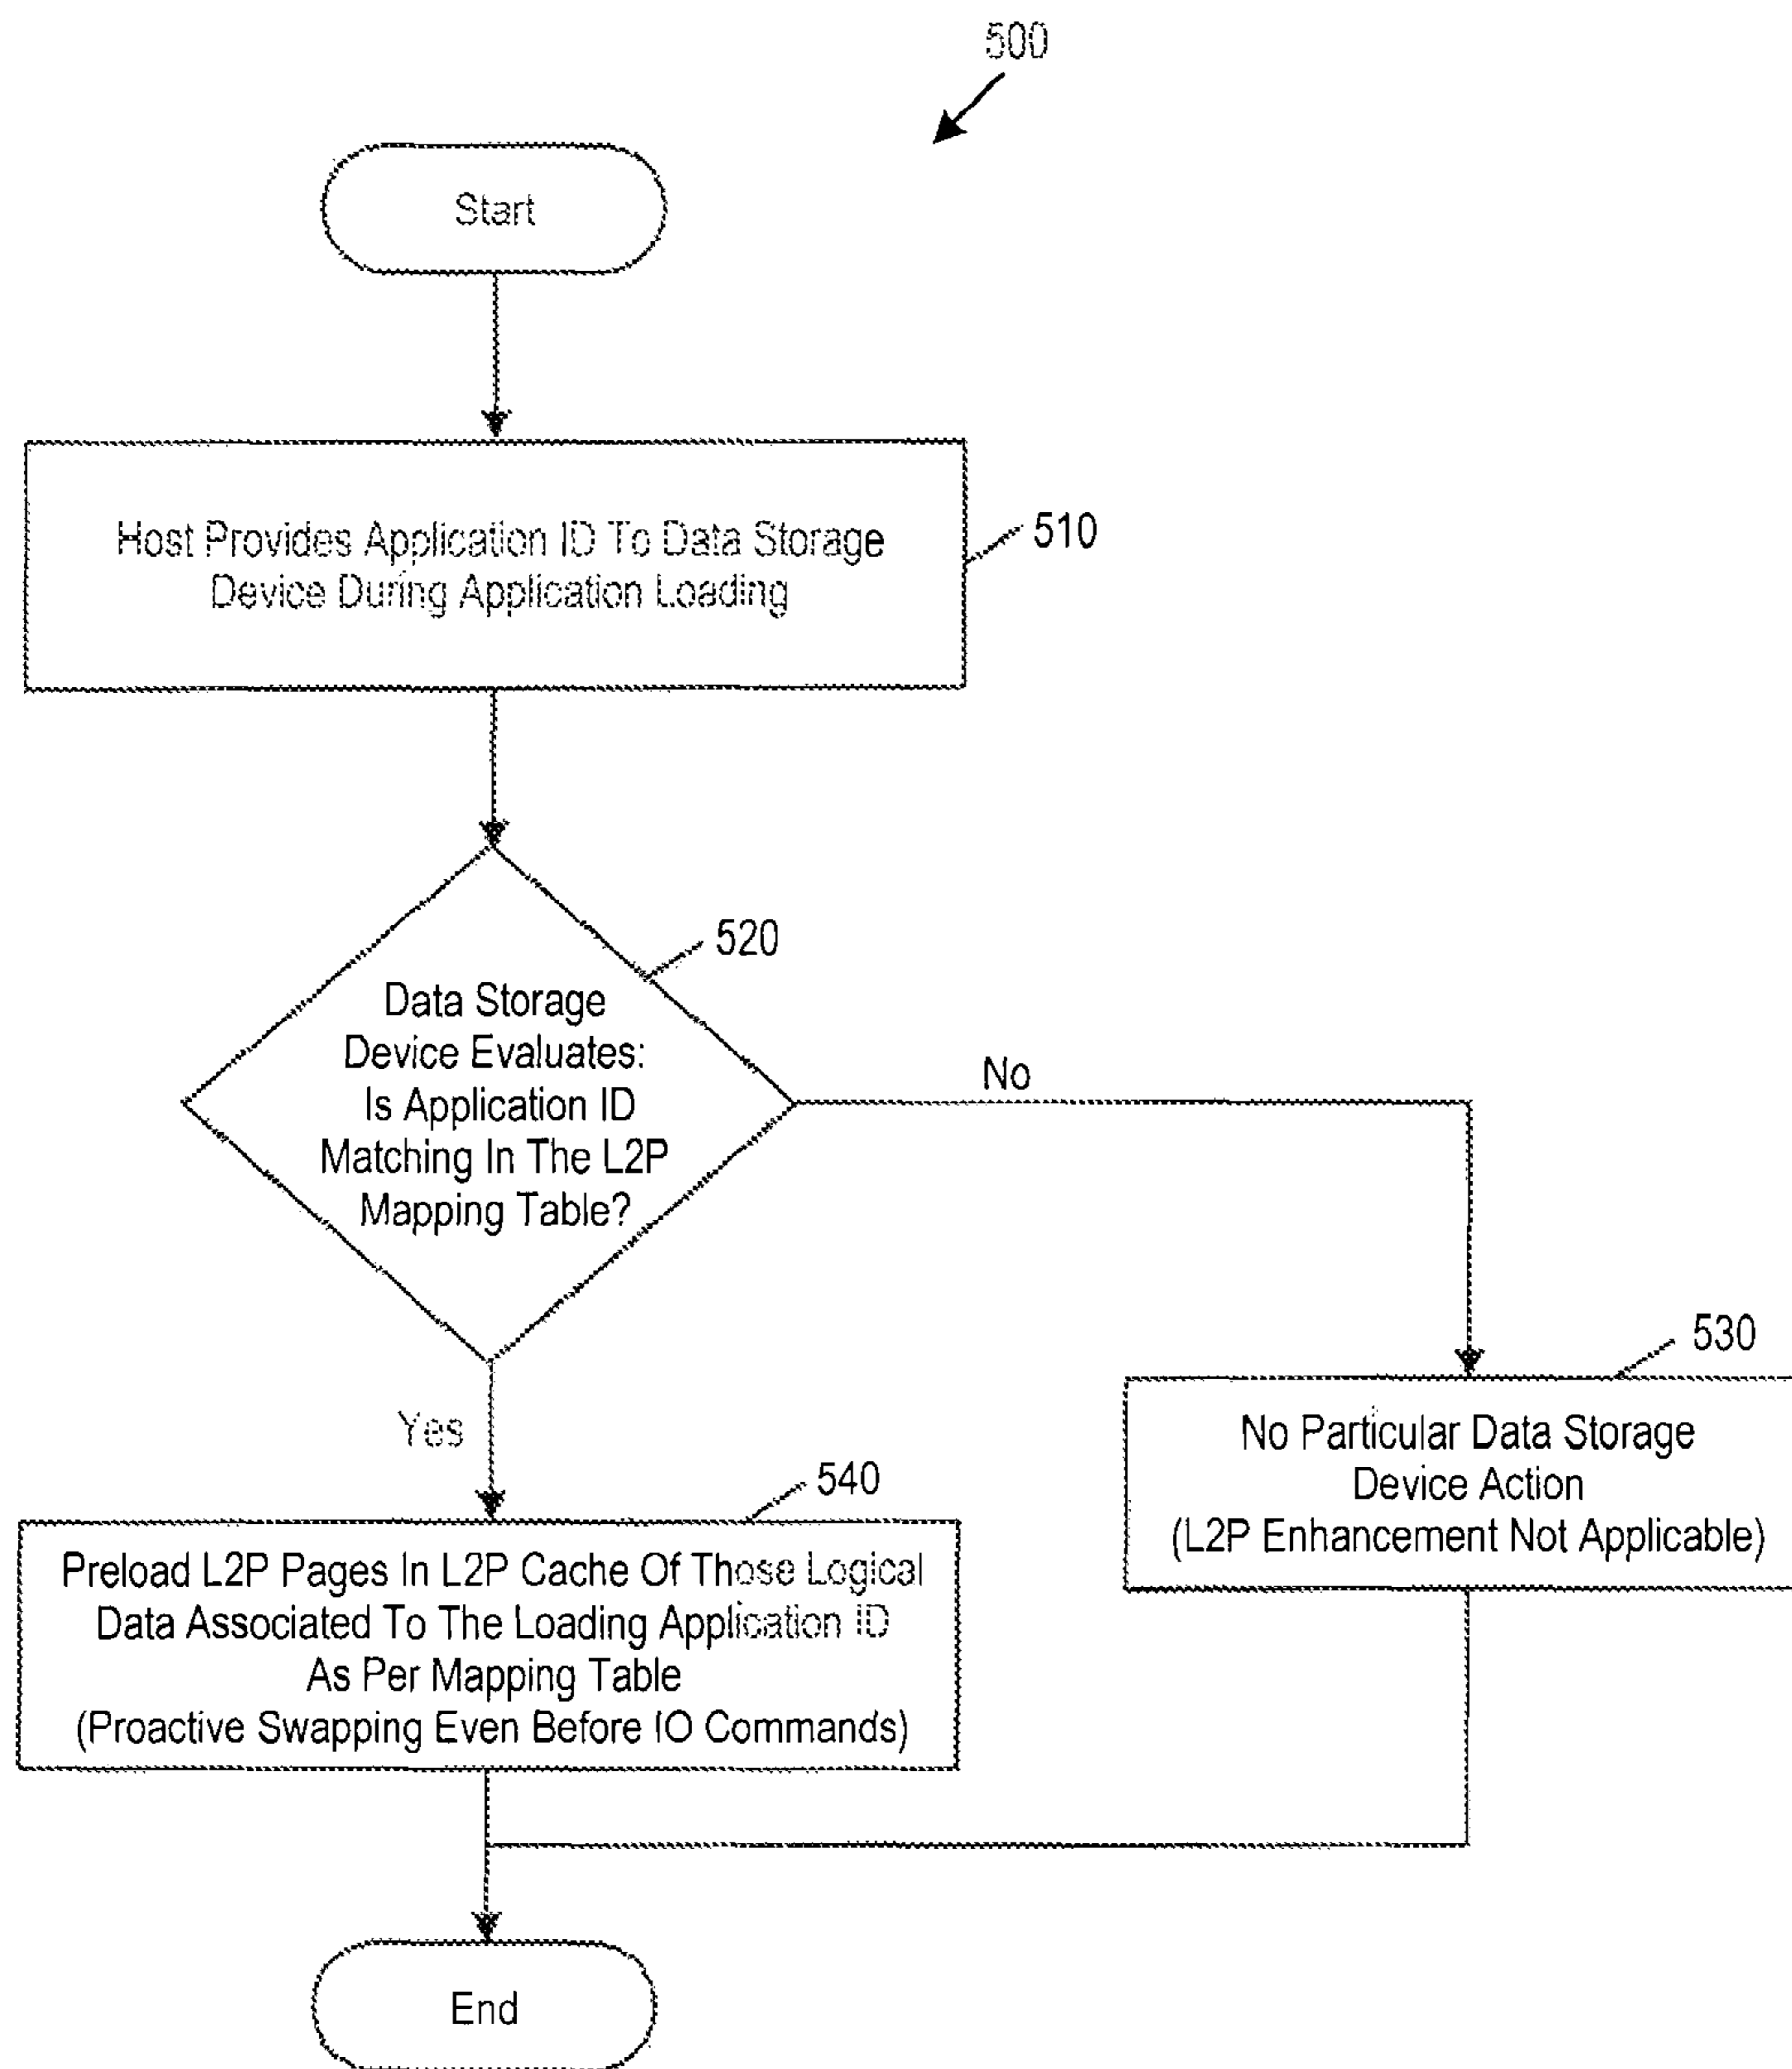 500
Start
Host Provides Application ID To Data Storage
Device During Application Loading
510
520
Data Storage
Device Evaluates:
Is Application ID
Matching In The L2P
Mapping Table?
No
Yes
530
No Particular Data Storage
Device Action
(L2P Enhancement Not Applicable)
540
Preload L2P Pages In L2P Cache Of Those Logical
Data Associated To The Loading Application ID
As Per Mapping Table
(Proactive Swapping Even Before IO Commands)
End